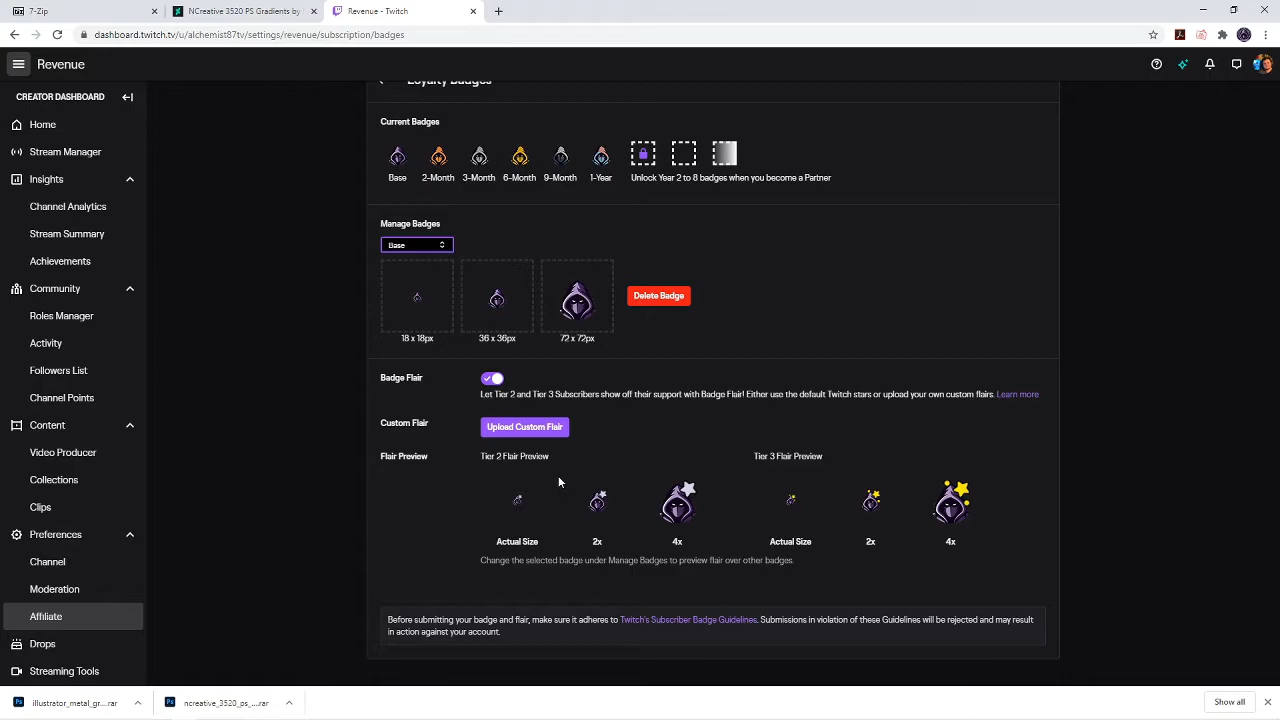 7-Zip
NCreative 3520 PS Gradients by
Revenue - Twitch
dashboard.twitch.tv/u/alchemist87tv/settings/revenue/subscription/badges
Revenue
CREATOR DASHBOARD
Home
Stream Manager
Insights
Channel Analytics
Stream Summary
Achievements
Community
Roles Manager
Activity
Followers List
Channel Points
Content
Video Producer
Collections
Clips
Preferences
Channel
Moderation
Affiliate
Drops
Streaming Tools
Loyalty Badges
Current Badges
Base
2-Month
3-Month
6-Month
9-Month
1-Year
Unlock Year 2 to 8 badges when you become a Partner
Manage Badges
Base
Delete Badge
18 x 18px
36 x 36px
72 x 72px
Badge Flair
Let Tier 2 and Tier 3 Subscribers show off their support with Badge Flair! Either use the default Twitch stars or upload your own custom flairs. Learn more
Custom Flair
Upload Custom Flair
Flair Preview
Tier 2 Flair Preview
Tier 3 Flair Preview
Actual Size
2x
4x
Actual Size
2x
4x
Change the selected badge under Manage Badges to preview flair over other badges.
Before submitting your badge and flair, make sure it adheres to Twitch's Subscriber Badge Guidelines. Submissions in violation of these Guidelines will be rejected and may result
in action against your account.
illustrator_metal_gr....rar
ncreative_3520_ps_....rar
Show all